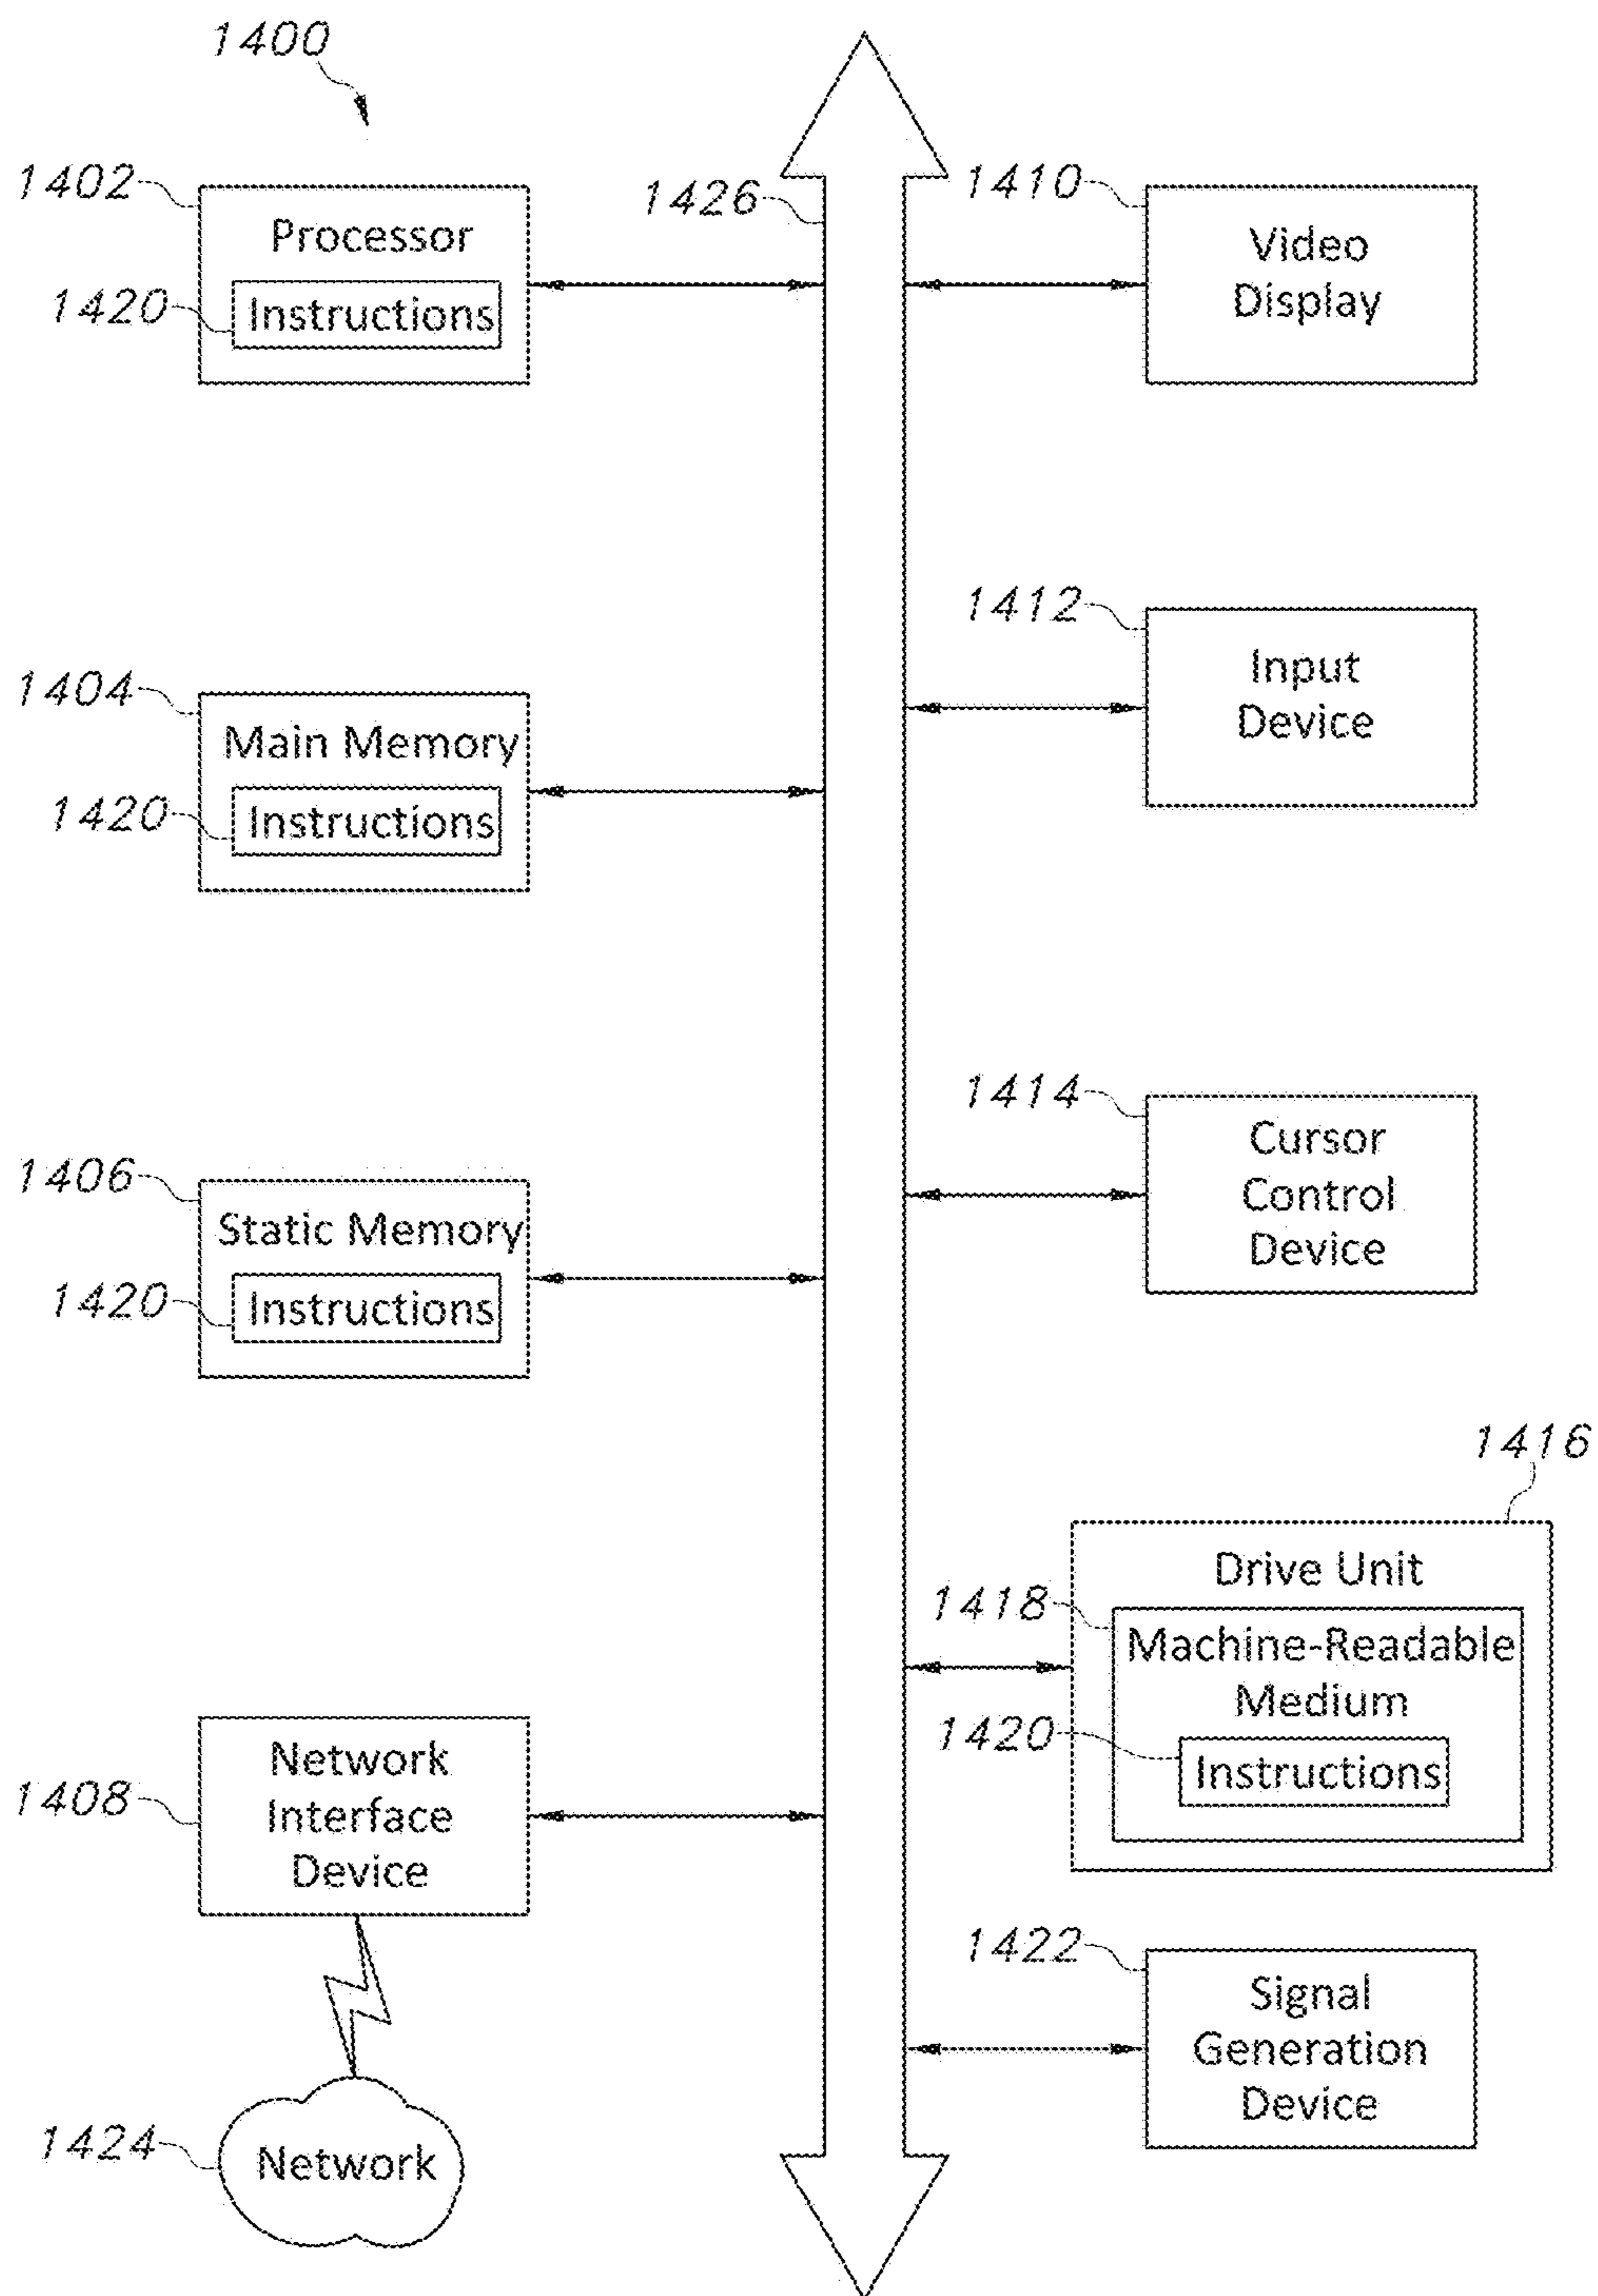 1400
1402
Processor
1420
Instructions
1404
Main Memory
1420
Instructions
1406
Static Memory
1420
Instructions
1408
Network
Interface
Device
1424
Network
1426
1410
Video
Display
1412
Input
Device
1414
Cursor
Control
Device
1416
Drive Unit
1418
Machine-Readable
Medium
1420
Instructions
1422
Signal
Generation
Device